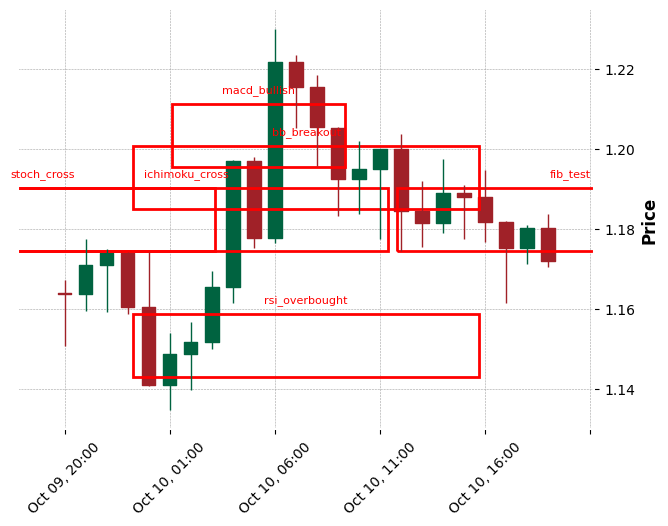 macd_bullish
bb_breakout
stoch_cross
ichimoku_cross
fib_test
rsi_overbought
1.22
1.20
1.18
1.16
1.14
Price
Oct 09, 20:00
Oct 10, 01:00
Oct 10, 06:00
Oct 10, 11:00
Oct 10, 16:00